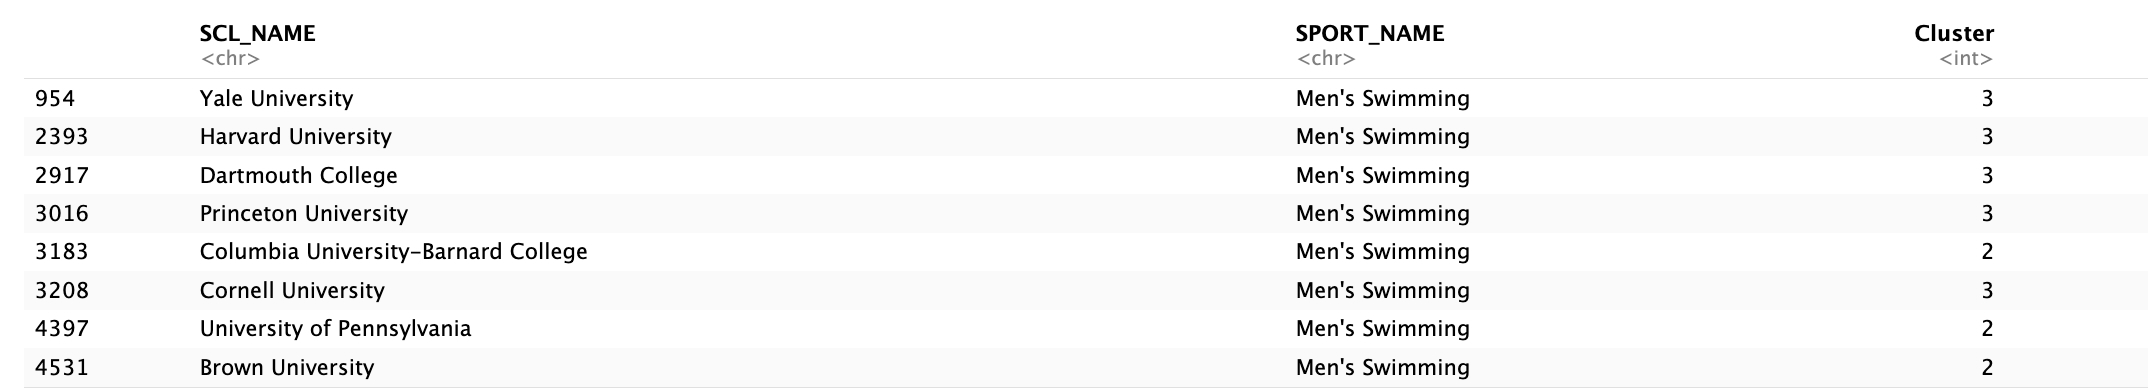 SCL_NAME SPORT_NAME Cluster
<chr> <chr> <int>
954 Yale University Men's Swimming 3
2393 Harvard University Men's Swimming 3
2917 Dartmouth College Men's Swimming 3
3016 Princeton University Men's Swimming 3
3183 Columbia University–Barnard College Men's Swimming 2
3208 Cornell University Men's Swimming 3
4397 University of Pennsylvania Men's Swimming 2
4531 Brown University Men's Swimming 2